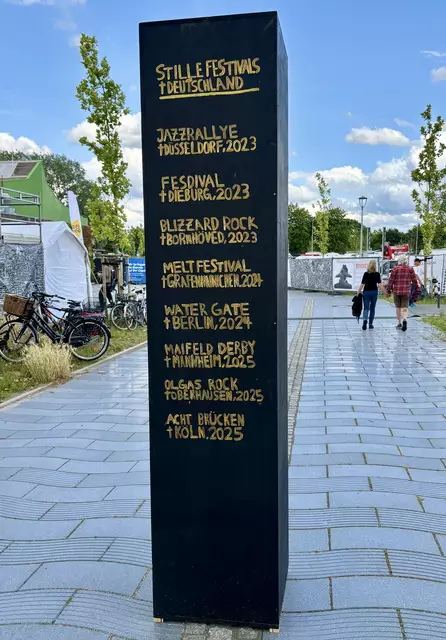 STILLE FESTIVALS
†DEUTSCHLAND
JAZZRALLYE
†DÜSSELDORF, 2023
FESDIVAL
†DIEBURG, 2023
BLIZZARD ROCK
†BORNHÖVED, 2023
MELT FESTIVAL
†GRÄFENHAINICHEN, 2024
WATER GATE
†BERLIN, 2024
MAIFELD DERBY
†MANNHEIM, 2025
OLGAS ROCK
†OBERHAUSEN, 2025
ACHT BRÜCKEN
†KÖLN, 2025